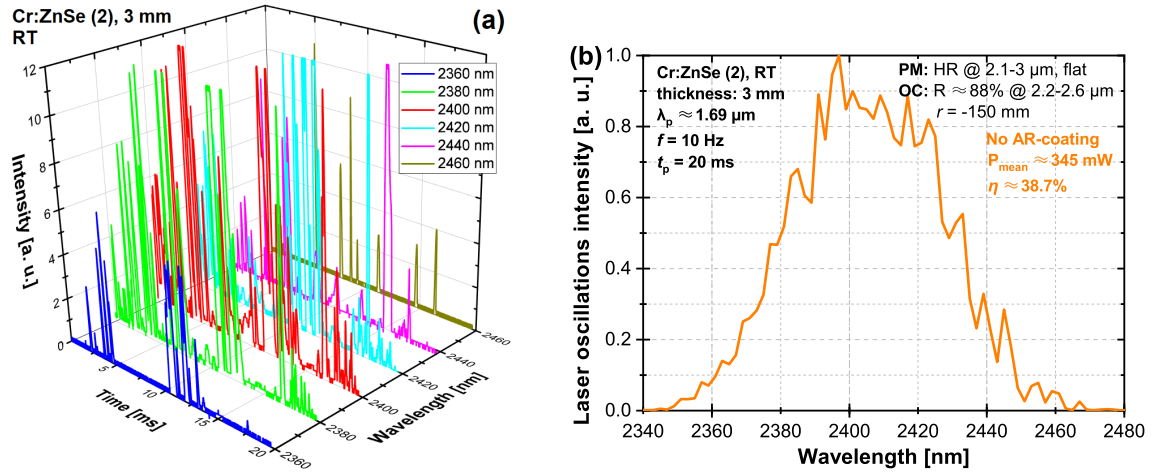 Cr:ZnSe (2), 3 mm
RT
(a)
12
10
8
6
4
2
0
Intensity [a. u.]
2360 nm
2380 nm
2400 nm
2420 nm
2440 nm
2460 nm
5
10
15
20
Time [ms]
2360
2380
2400
2420
2440
2460
Wavelength [nm]
(b)
1.0
0.8
0.6
0.4
0.2
0.0
Laser oscillations intensity [a. u.]
Cr:ZnSe (2), RT
thickness: 3 mm
λp ≈ 1.69 µm
f = 10 Hz
tp = 20 ms
PM: HR @ 2.1-3 µm, flat
OC: R ≈ 88% @ 2.2-2.6 µm
r = -150 mm
No AR-coating
Pmean ≈ 345 mW
η ≈ 38.7%
2340
2360
2380
2400
2420
2440
2460
2480
Wavelength [nm]